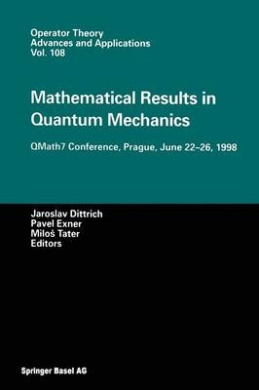 Operator Theory
Advances and Applications
Vol. 108
Mathematical Results in
Quantum Mechanics
QMath7 Conference, Prague, June 22–26, 1998
Jaroslav Dittrich
Pavel Exner
Miloš Tater
Editors
Springer Basel AG